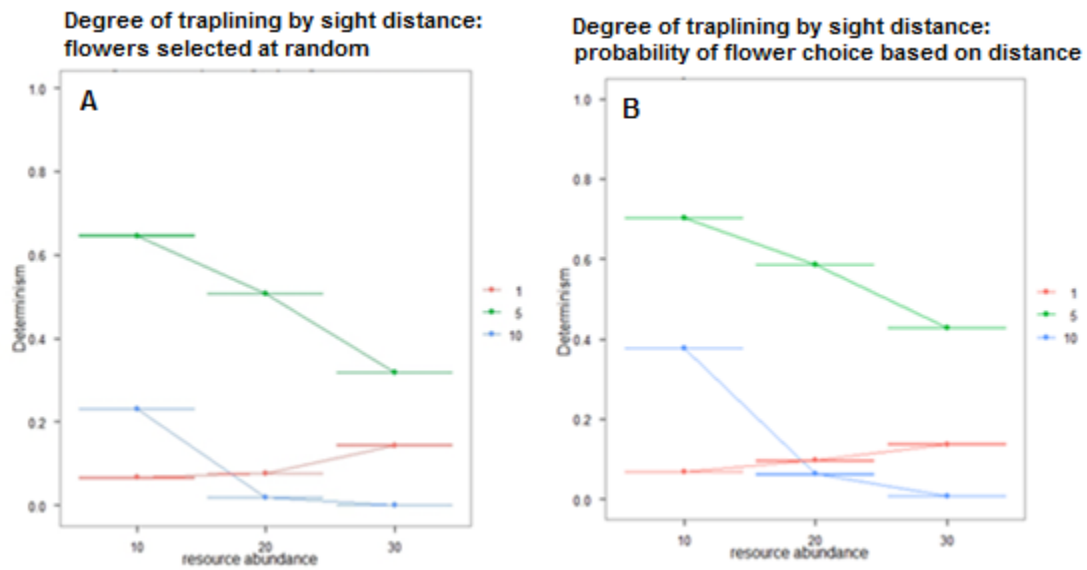 Degree of traplining by sight distance:
flowers selected at random
A
1.0
0.8
0.6
0.4
0.2
0.0
Determinism
10
20
30
resource abundance
1
5
10
Degree of traplining by sight distance:
probability of flower choice based on distance
B
1.0
0.8
0.6
0.4
0.2
0.0
Determinism
10
20
30
resource abundance
1
5
10